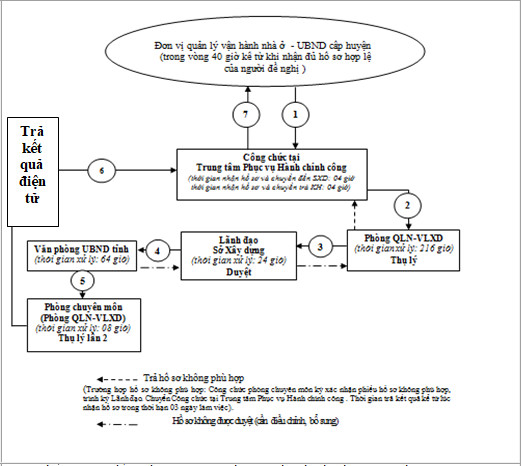 Đơn vị quản lý vận hành nhà ở - UBND cấp huyện
(trong vòng 40 giờ kể từ khi nhận đủ hồ sơ hợp lệ
của người đề nghị )
7
1
Trả
kết
quả
điện
tử
6
Công chức tại
Trung tâm Phục vụ Hành chính công
(thời gian nhận hồ sơ và chuyển đến SXD: 04 giờ
thời gian nhận hồ sơ và chuyển trả KH: 04 giờ)
2
Văn phòng UBND tỉnh
(thời gian xử lý: 64 giờ)
4
Lãnh đạo
Sở Xây dựng
(thời gian xử lý: 24 giờ)
Duyệt
3
Phòng QLN-VLXD
(thời gian xử lý: 216 giờ)
Thụ lý
5
Phòng chuyên môn
(Phòng QLN-VLXD)
(thời gian xử lý: 08 giờ)
Thụ lý lần 2
Trả hồ sơ không phù hợp
(Trường hợp hồ sơ không phù hợp: Công chức phòng chuyên môn ký xác nhận phiếu hồ sơ không phù hợp,
trình ký Lãnh đạo. Chuyển Công chức tại Trung tâm Phục vụ Hành chính công . Thời gian trả kết quả kể từ lúc
nhận hồ sơ trong thời hạn 03 ngày làm việc).
Hồ sơ không được duyệt (cần điều chỉnh, bổ sung)